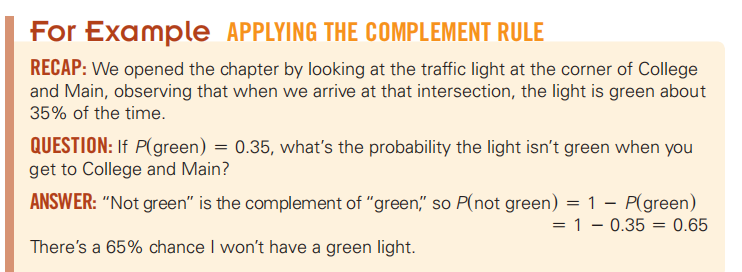 For Example APPLYING THE COMPLEMENT RULE
RECAP: We opened the chapter by looking at the traffic light at the corner of College
and Main, observing that when we arrive at that intersection, the light is green about
35% of the time.
QUESTION: If P(green) = 0.35, what's the probability the light isn't green when you
get to College and Main?
ANSWER: “Not green” is the complement of “green,” so P(not green) = 1 − P(green)
= 1 − 0.35 = 0.65
There's a 65% chance I won't have a green light.